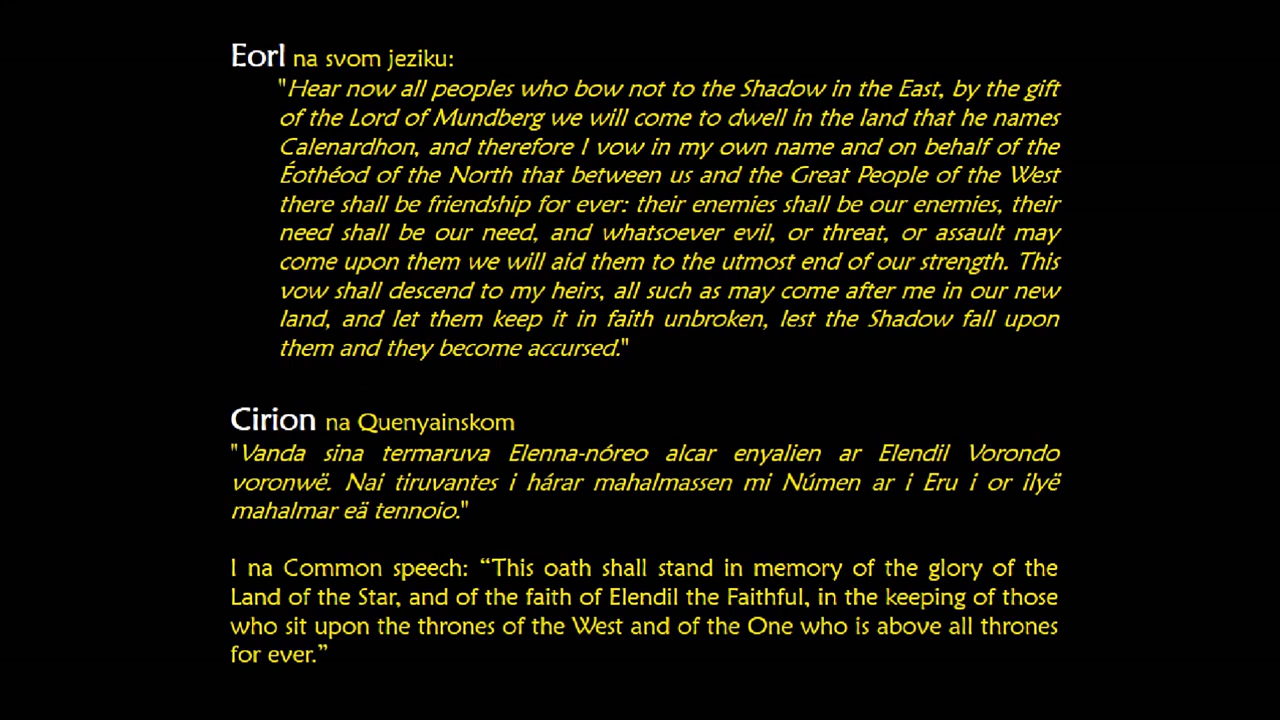 Eorl na svom jeziku:
"Hear now all peoples who bow not to the Shadow in the East, by the gift
of the Lord of Mundberg we will come to dwell in the land that he names
Calenardhon, and therefore I vow in my own name and on behalf of the
Éothéod of the North that between us and the Great People of the West
there shall be friendship for ever: their enemies shall be our enemies, their
need shall be our need, and whatsoever evil, or threat, or assault may
come upon them we will aid them to the utmost end of our strength. This
vow shall descend to my heirs, all such as may come after me in our new
land, and let them keep it in faith unbroken, lest the Shadow fall upon
them and they become accursed."
Cirion na Quenyainskom
"Vanda sina termaruva Elenna-nóreo alcar enyalien ar Elendil Vorondo
voronwë. Nai tiruvantes i hárar mahalmassen mi Númen ar i Eru i or ilyë
mahalmar eä tennoio."
I na Common speech: “This oath shall stand in memory of the glory of the
Land of the Star, and of the faith of Elendil the Faithful, in the keeping of those
who sit upon the thrones of the West and of the One who is above all thrones
for ever.”